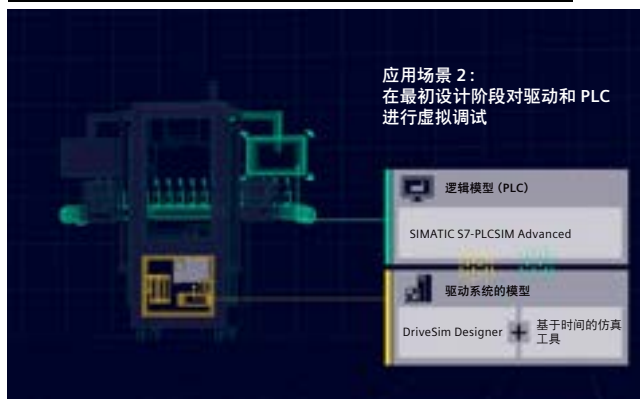 应用场景 2：
在最初设计阶段对驱动和 PLC
进行虚拟调试
逻辑模型 (PLC)
SIMATIC S7-PLCSIM Advanced
驱动系统的模型
DriveSim Designer
基于时间的仿真
工具